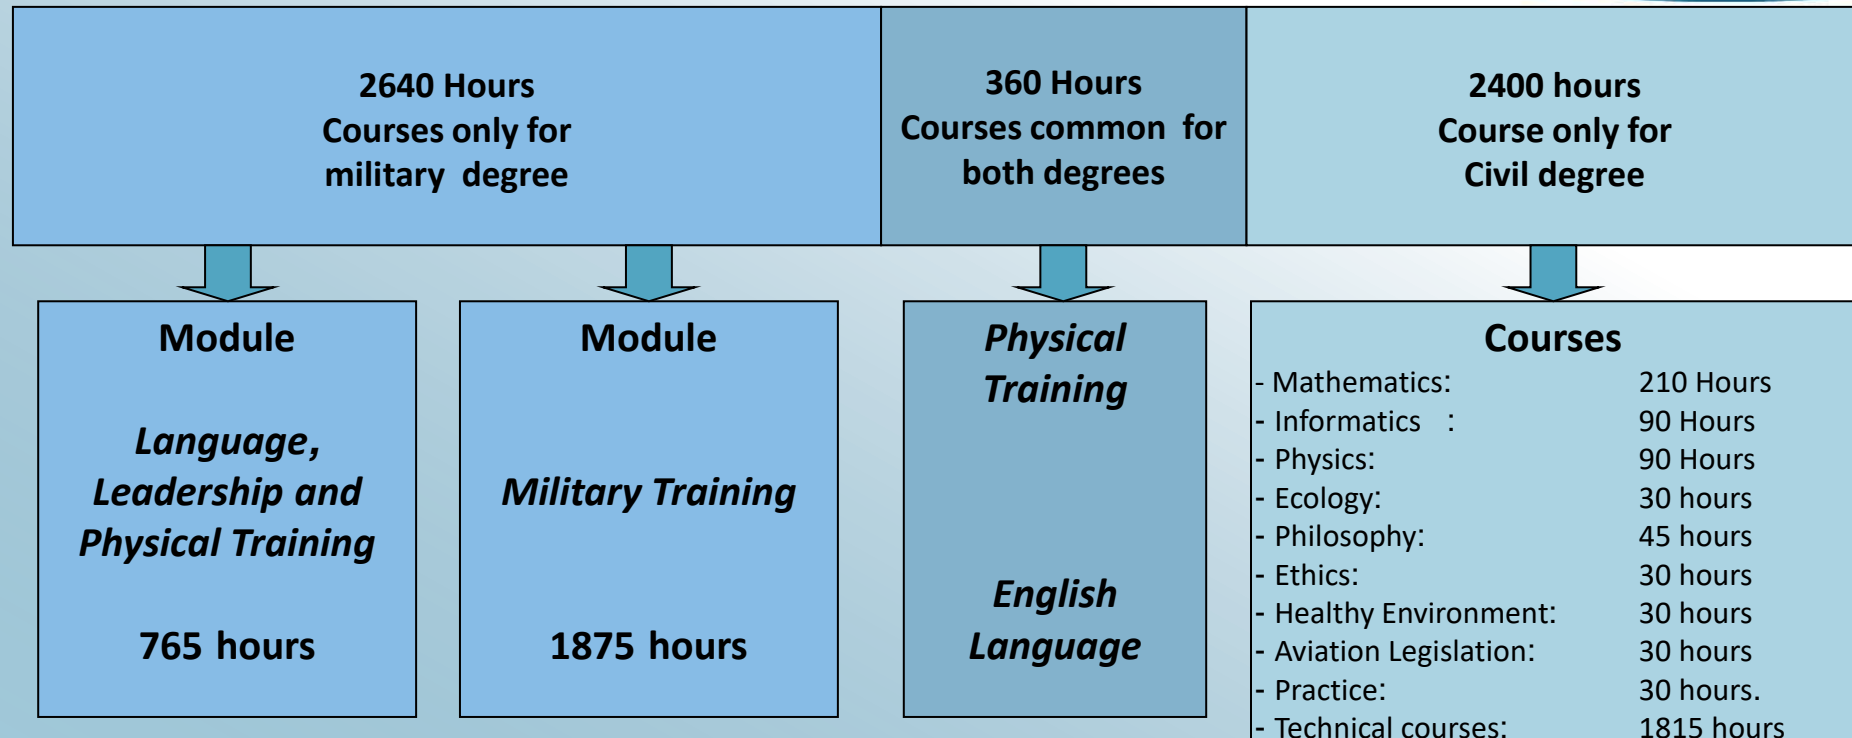 2640 Hours
Courses only for
military degree
360 Hours
Courses common for
both degrees
2400 hours
Course only for
Civil degree
Module
Language,
Leadership and
Physical Training
765 hours
Module
Military Training
1875 hours
Physical
Training
English
Language
Courses
- Mathematics: 210 Hours
- Informatics : 90 Hours
- Physics: 90 Hours
- Ecology: 30 hours
- Philosophy: 45 hours
- Ethics: 30 hours
- Healthy Environment: 30 hours
- Aviation Legislation: 30 hours
- Practice: 30 hours.
- Technical courses: 1815 hours